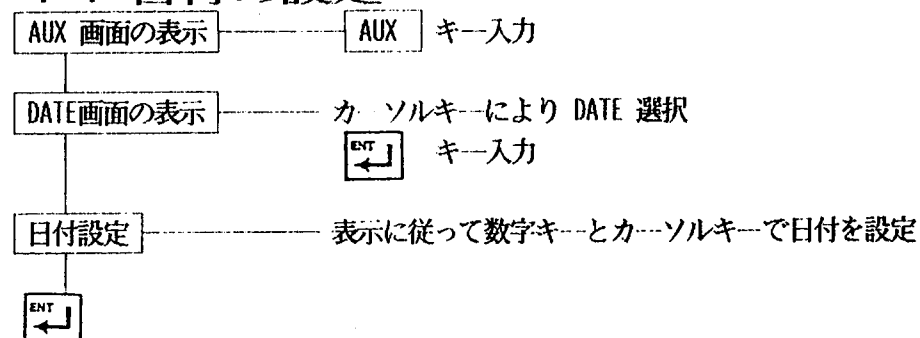 AUX 画面の表示 AUX キー入力
DATE画面の表示 カーソルキーにより DATE 選択
ENT キー入力
日付設定 表示に従って数字キーとカーソルキーで日付を設定
ENT